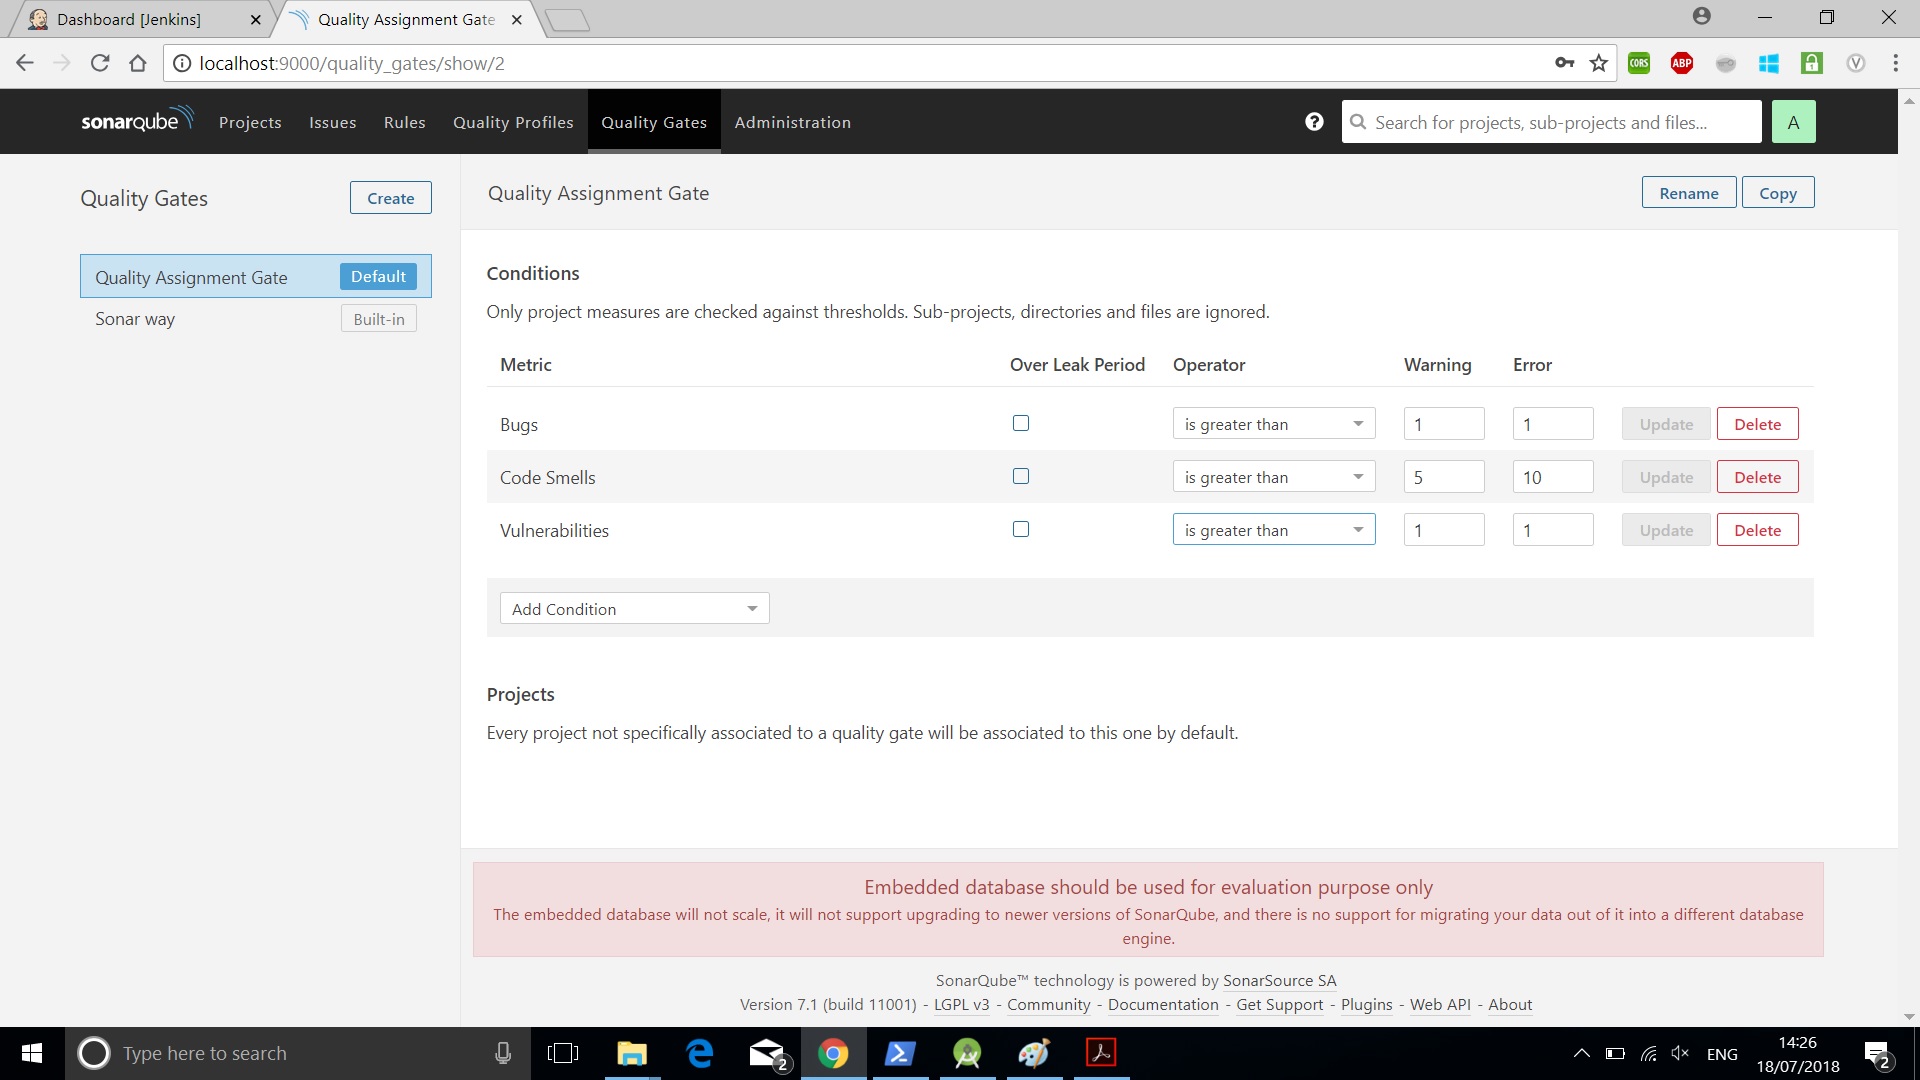 Dashboard [Jenkins]
Quality Assignment Gate
localhost:9000/quality_gates/show/2
CORS
ABP
V
sonarqube
Projects
Issues
Rules
Quality Profiles
Quality Gates
Administration
?
Search for projects, sub-projects and files...
A
Quality Gates
Create
Quality Assignment Gate
Rename
Copy
Quality Assignment Gate
Default
Sonar way
Built-in
Conditions
Only project measures are checked against thresholds. Sub-projects, directories and files are ignored.
Metric Over Leak Period Operator Warning Error
Bugs is greater than 1 1 Update Delete
Code Smells is greater than 5 10 Update Delete
Vulnerabilities is greater than 1 1 Update Delete
Add Condition
Projects
Every project not specifically associated to a quality gate will be associated to this one by default.
Embedded database should be used for evaluation purpose only
The embedded database will not scale, it will not support upgrading to newer versions of SonarQube, and there is no support for migrating your data out of it into a different database
engine.
SonarQube™ technology is powered by SonarSource SA
Version 7.1 (build 11001) - LGPL v3 - Community - Documentation - Get Support - Plugins - Web API - About
Type here to search
2
ENG
14:26
18/07/2018
2